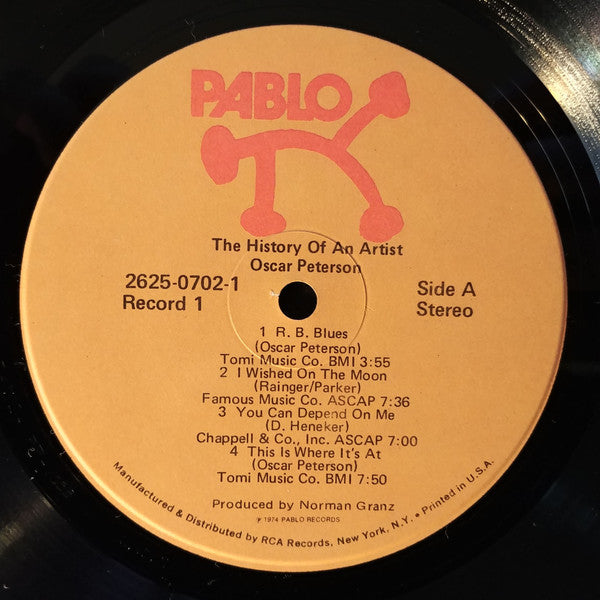 PABLO
The History Of An Artist
Oscar Peterson
2625-0702-1
Record 1
Side A
Stereo
1 R. B. Blues
(Oscar Peterson)
Tomi Music Co. BMI 3:55
2 I Wished On The Moon
(Rainger/Parker)
Famous Music Co. ASCAP 7:36
3 You Can Depend On Me
(D. Heneker)
Chappell & Co., Inc. ASCAP 7:00
4 This Is Where It's At
(Oscar Peterson)
Tomi Music Co. BMI 7:50
Produced by Norman Granz
℗ 1974 PABLO RECORDS
Manufactured & Distributed by RCA Records, New York, N.Y. • Printed in U.S.A.